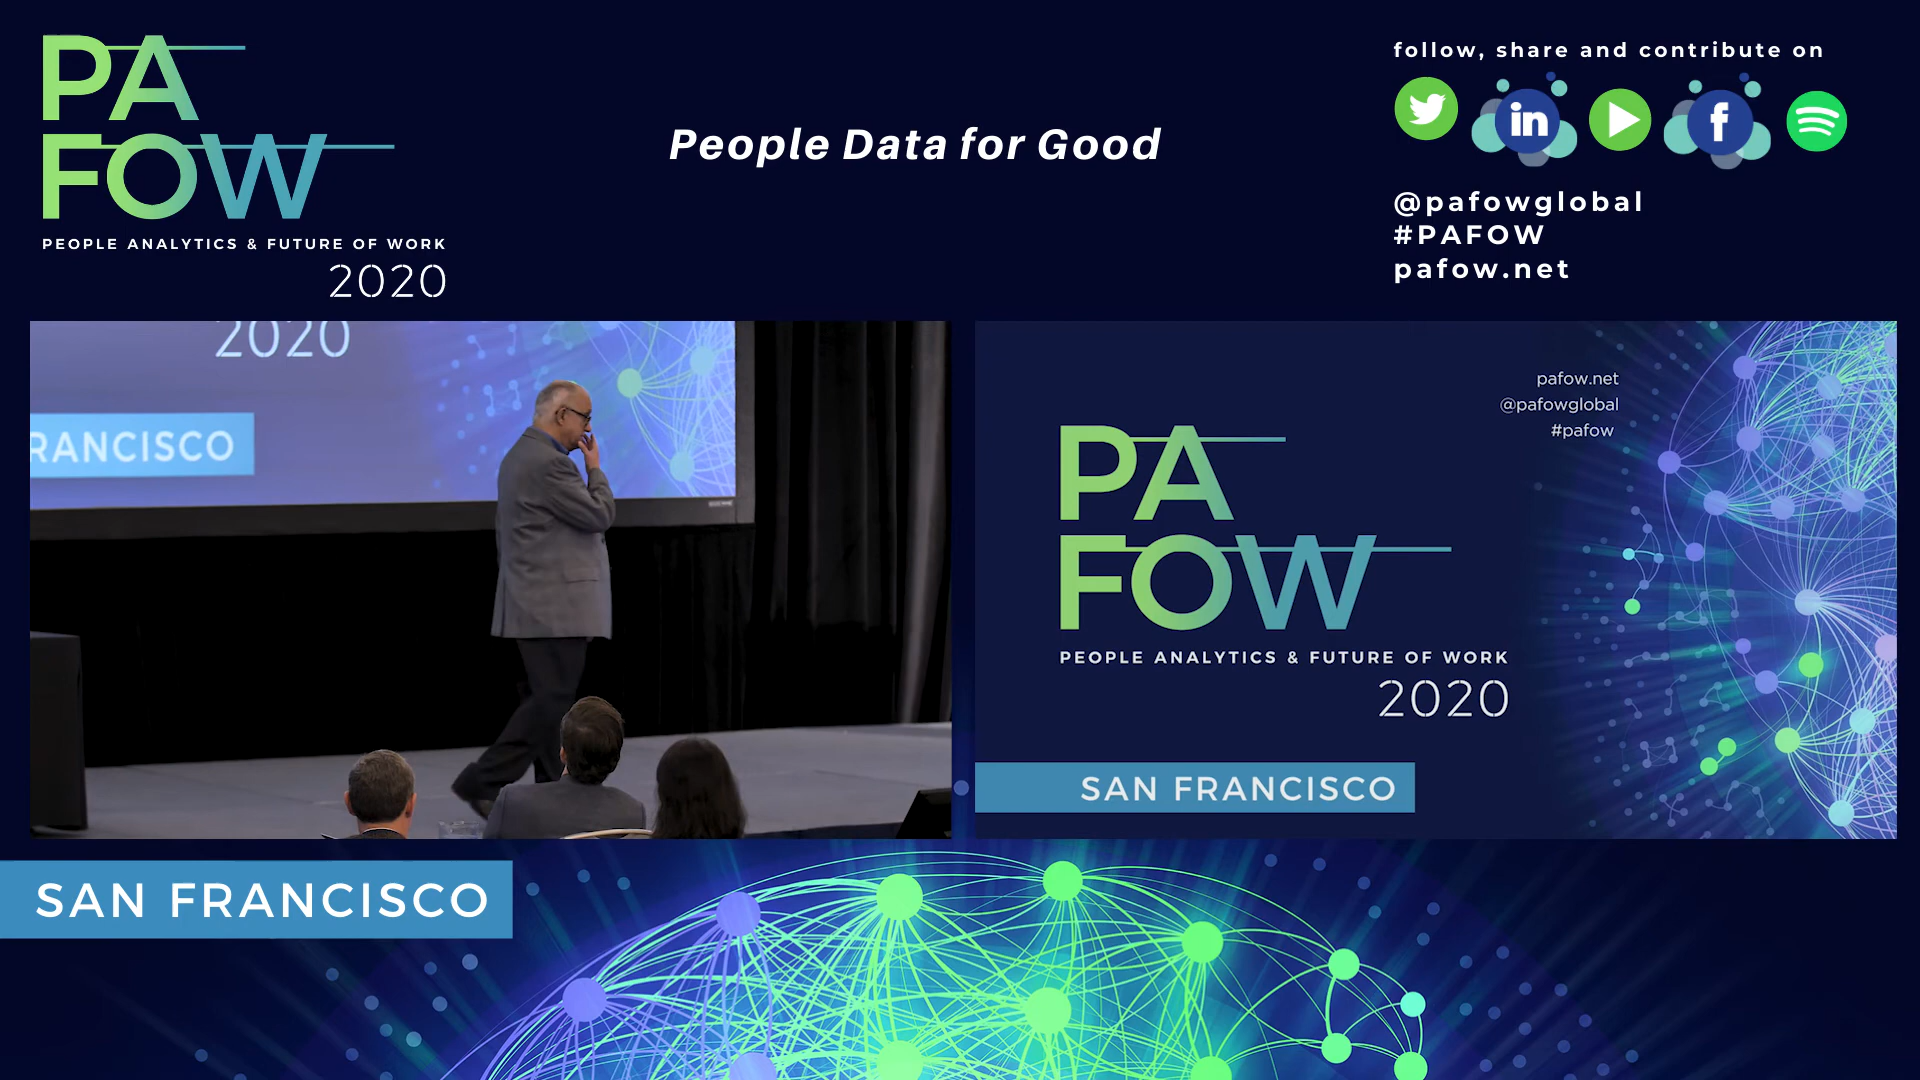 PA
FOW
PEOPLE ANALYTICS & FUTURE OF WORK
2020
People Data for Good
follow, share and contribute on
in
f
@pafowglobal
#PAFOW
pafow.net
2020
RANCISCO
pafow.net
@pafowglobal
#pafow
PA
FOW
PEOPLE ANALYTICS & FUTURE OF WORK
2020
SAN FRANCISCO
SAN FRANCISCO